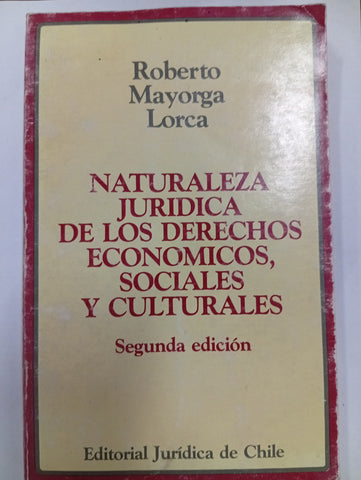 Roberto
Mayorga
Lorca
NATURALEZA
JURIDICA
DE LOS DERECHOS
ECONOMICOS,
SOCIALES
Y CULTURALES
Segunda edición
Editorial Jurídica de Chile